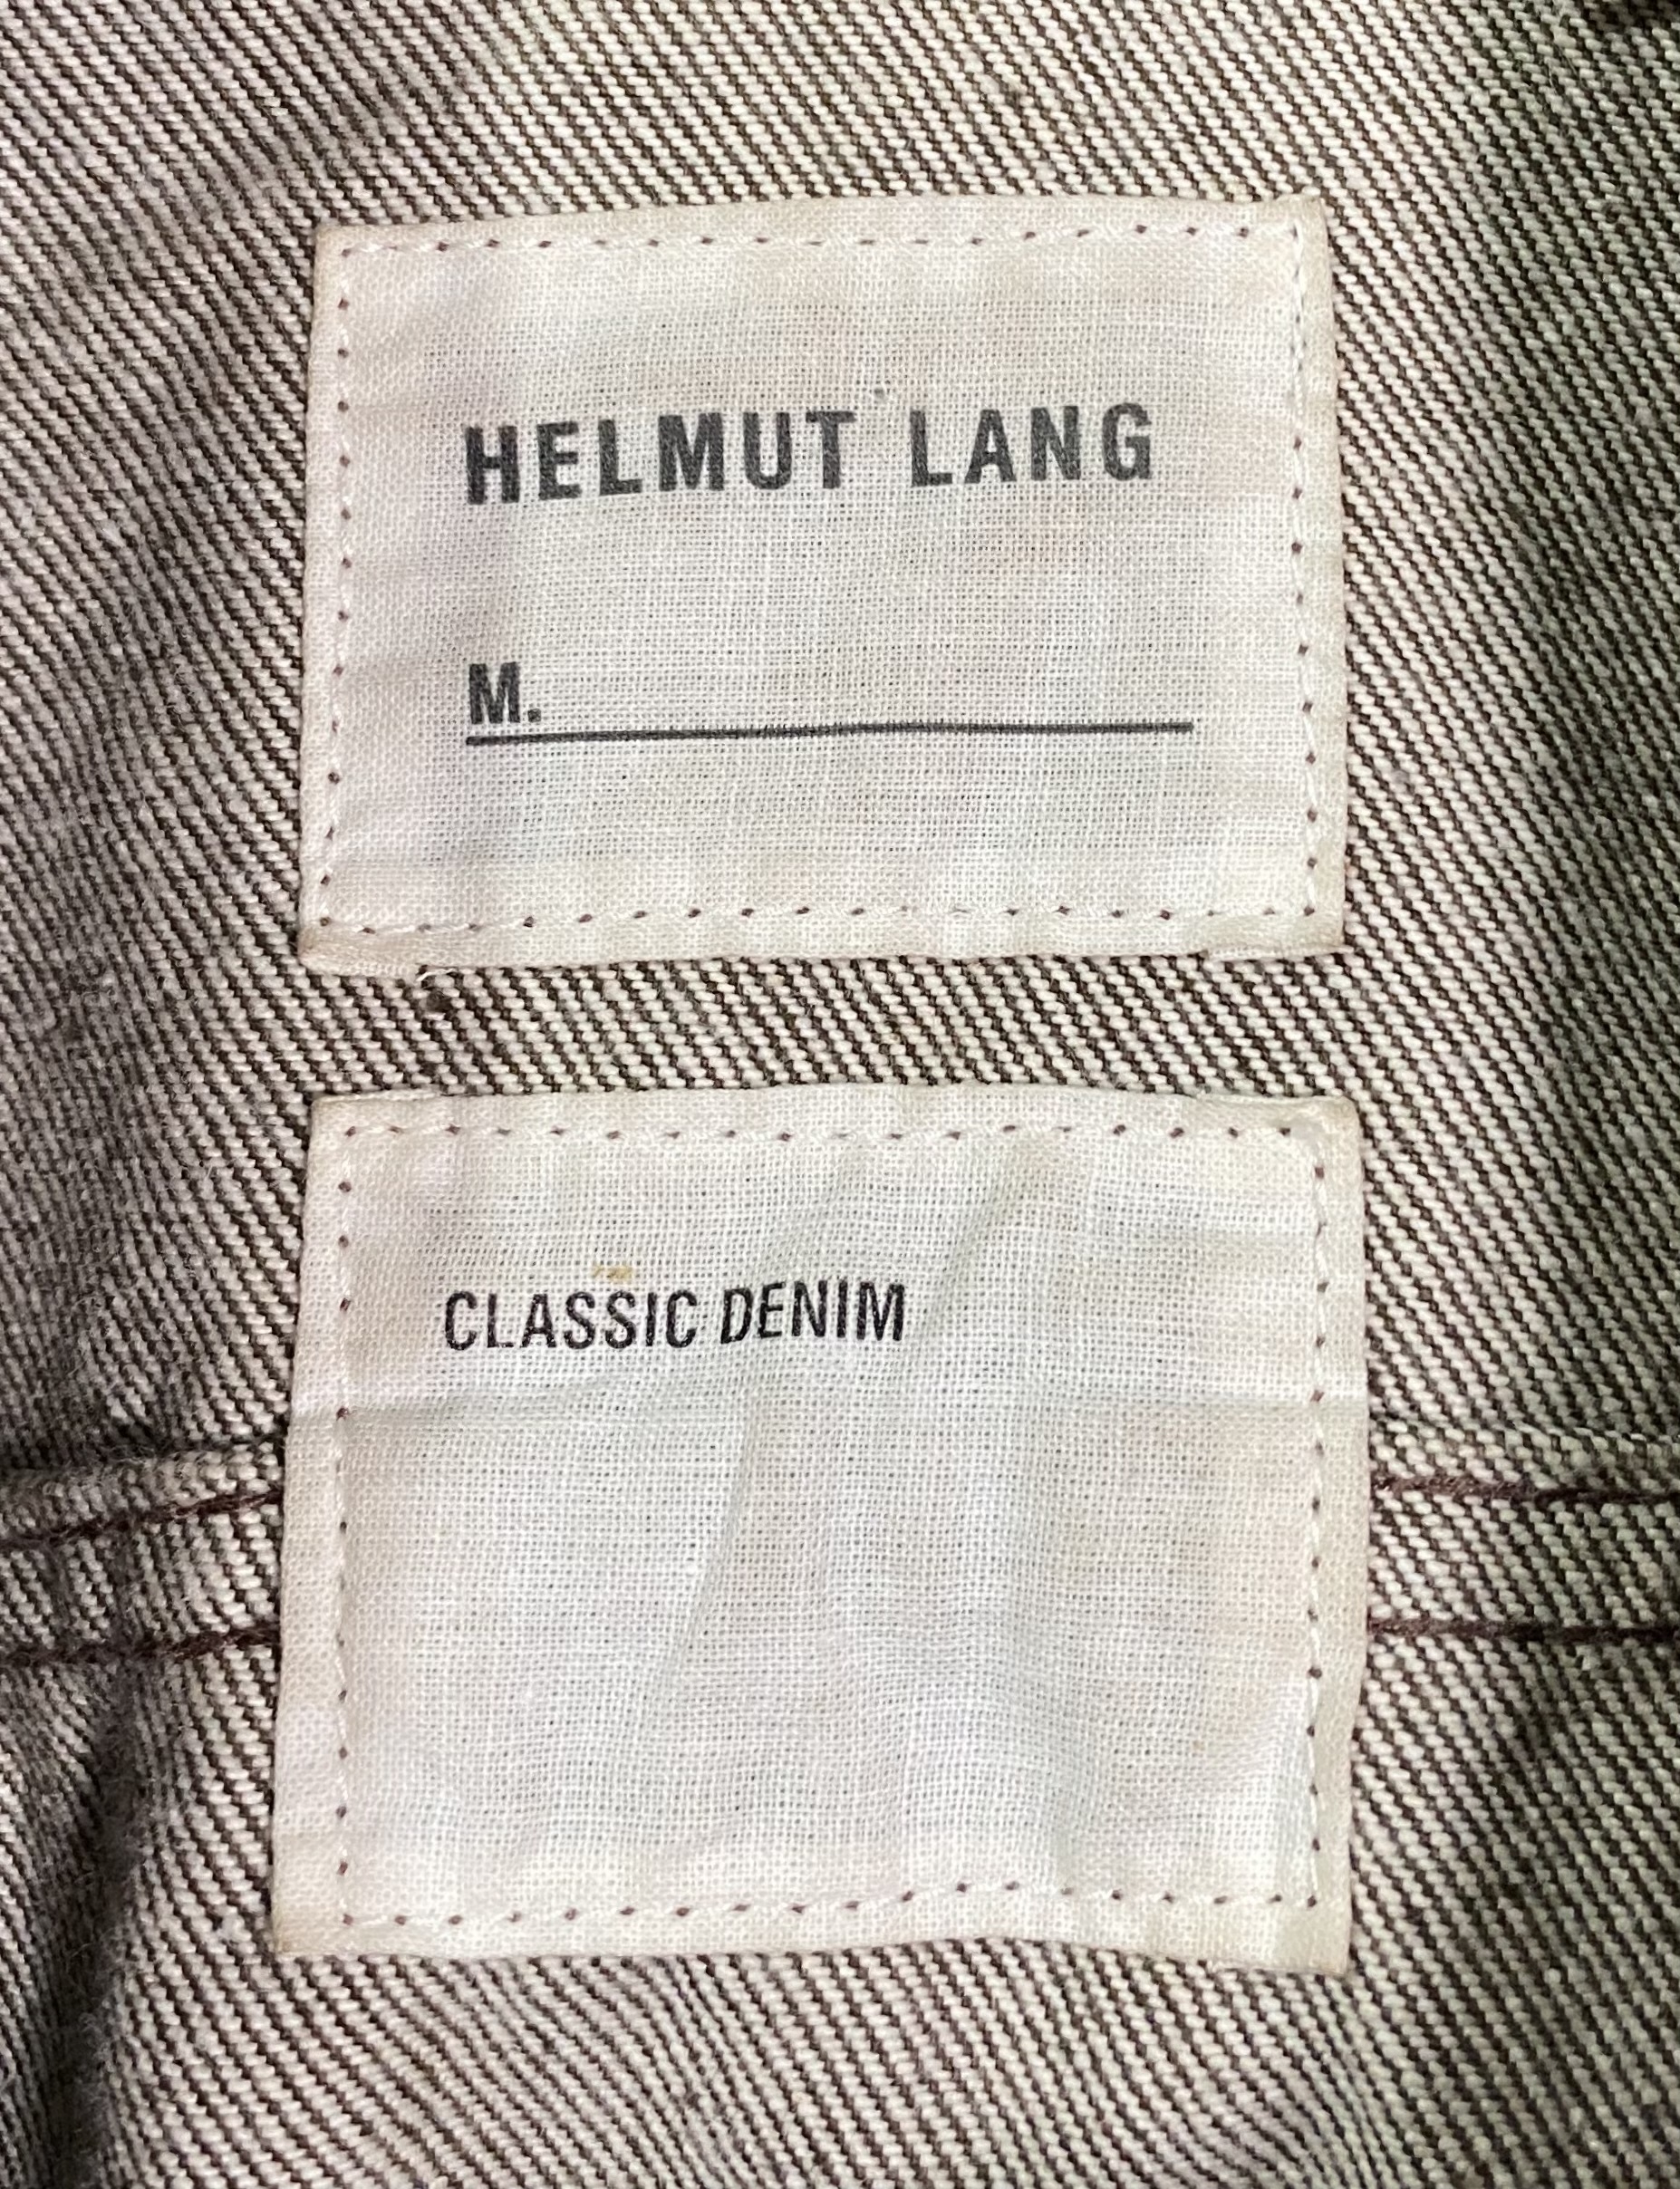 HELMUT LANG
M.
CLASSIC DENIM